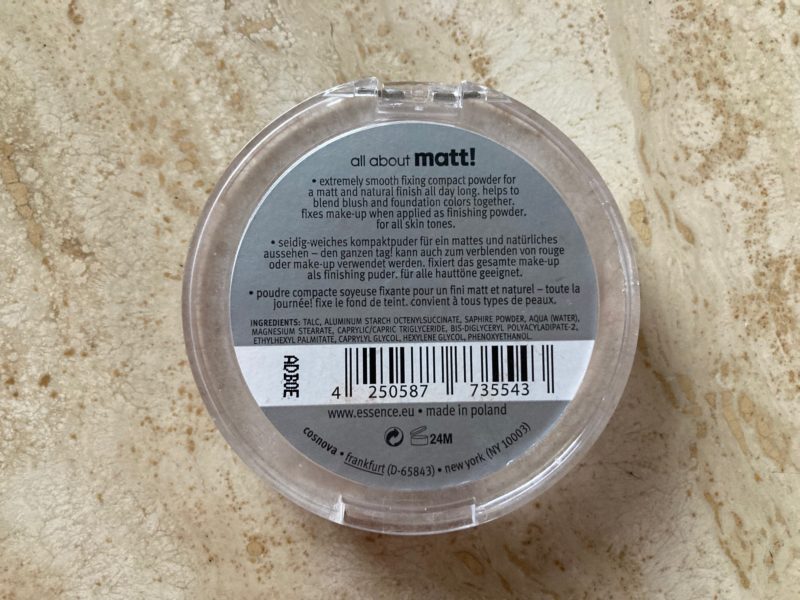 all about matt!
• extremely smooth fixing compact powder for
a matt and natural finish all day long. helps to
blend blush and foundation colors together.
fixes make-up when applied as finishing powder.
for all skin tones.
• seidig-weiches kompaktpuder für ein mattes und natürliches
aussehen – den ganzen tag! kann auch zum verblenden von rouge
oder make-up verwendet werden. fixiert das gesamte make-up
als finishing puder. für alle hauttöne geeignet.
• poudre compacte soyeuse fixante pour un fini matt et naturel – toute la
journée! fixe le fond de teint. convient à tous types de peaux.
INGREDIENTS: TALC, ALUMINUM STARCH OCTENYLSUCCINATE, SAPHIRE POWDER, AQUA (WATER),
MAGNESIUM STEARATE, CAPRYLIC/CAPRIC TRIGLYCERIDE, BIS-DIGLYCERYL POLYACYLADIPATE-2,
ETHYLHEXYL PALMITATE, CAPRYLYL GLYCOL, HEXYLENE GLYCOL, PHENOXYETHANOL.
4 250587 735543
www.essence.eu • made in poland
24M
cosnova • frankfurt (D-65843) • new york (NY 10003)